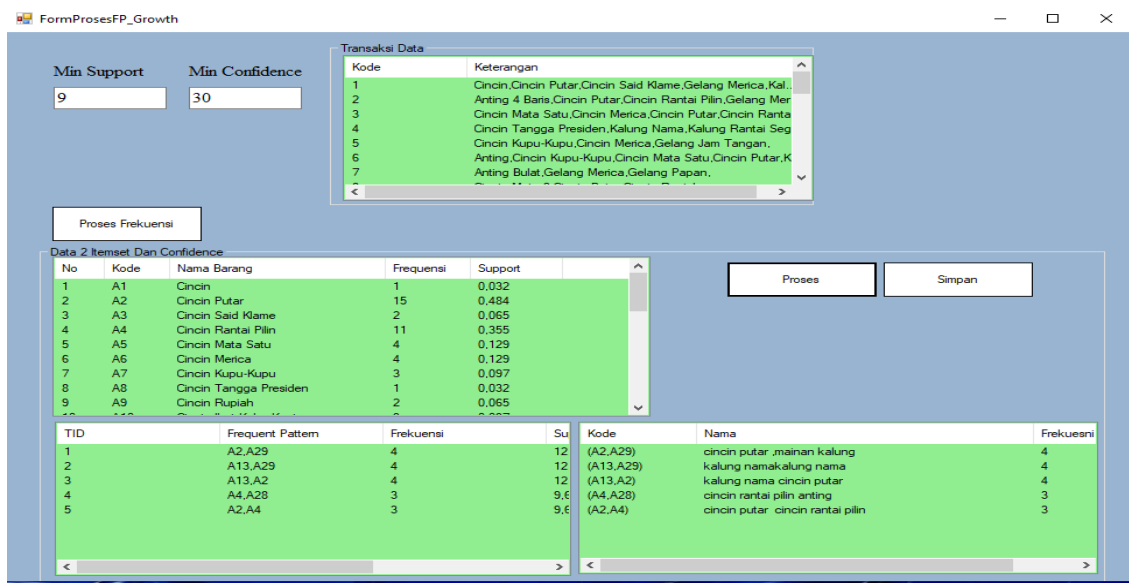 FormProsesFP_Growth
Min Support Min Confidence
9 30
Transaksi Data
Kode Keterangan
1 Cincin,Cincin Putar,Cincin Said Klame,Gelang Merica,Kal...
2 Anting 4 Baris,Cincin Putar,Cincin Rantai Pilin,Gelang Mer
3 Cincin Mata Satu,Cincin Merica,Cincin Putar,Cincin Ranta
4 Cincin Tangga Presiden,Kalung Nama,Kalung Rantai Seg
5 Cincin Kupu-Kupu,Cincin Merica,Gelang Jam Tangan,
6 Anting,Cincin Kupu-Kupu,Cincin Mata Satu,Cincin Putar,K
7 Anting Bulat,Gelang Merica,Gelang Papan,
Proses Frekuensi
Data 2 Itemset Dan Confidence
No Kode Nama Barang Frequensi Support
1 A1 Cincin 1 0,032
2 A2 Cincin Putar 15 0,484
3 A3 Cincin Said Klame 2 0,065
4 A4 Cincin Rantai Pilin 11 0,355
5 A5 Cincin Mata Satu 4 0,129
6 A6 Cincin Merica 4 0,129
7 A7 Cincin Kupu-Kupu 3 0,097
8 A8 Cincin Tangga Presiden 1 0,032
9 A9 Cincin Rupiah 2 0,065
Proses Simpan
TID Frequent Pattern Frekuensi Su
1 A2,A29 4 12
2 A13,A29 4 12
3 A13,A2 4 12
4 A4,A28 3 9,6
5 A2,A4 3 9,6
Kode Nama Frekuesni
(A2,A29) cincin putar ,mainan kalung 4
(A13,A29) kalung namakalung nama 4
(A13,A2) kalung nama cincin putar 4
(A4,A28) cincin rantai pilin anting 3
(A2,A4) cincin putar cincin rantai pilin 3